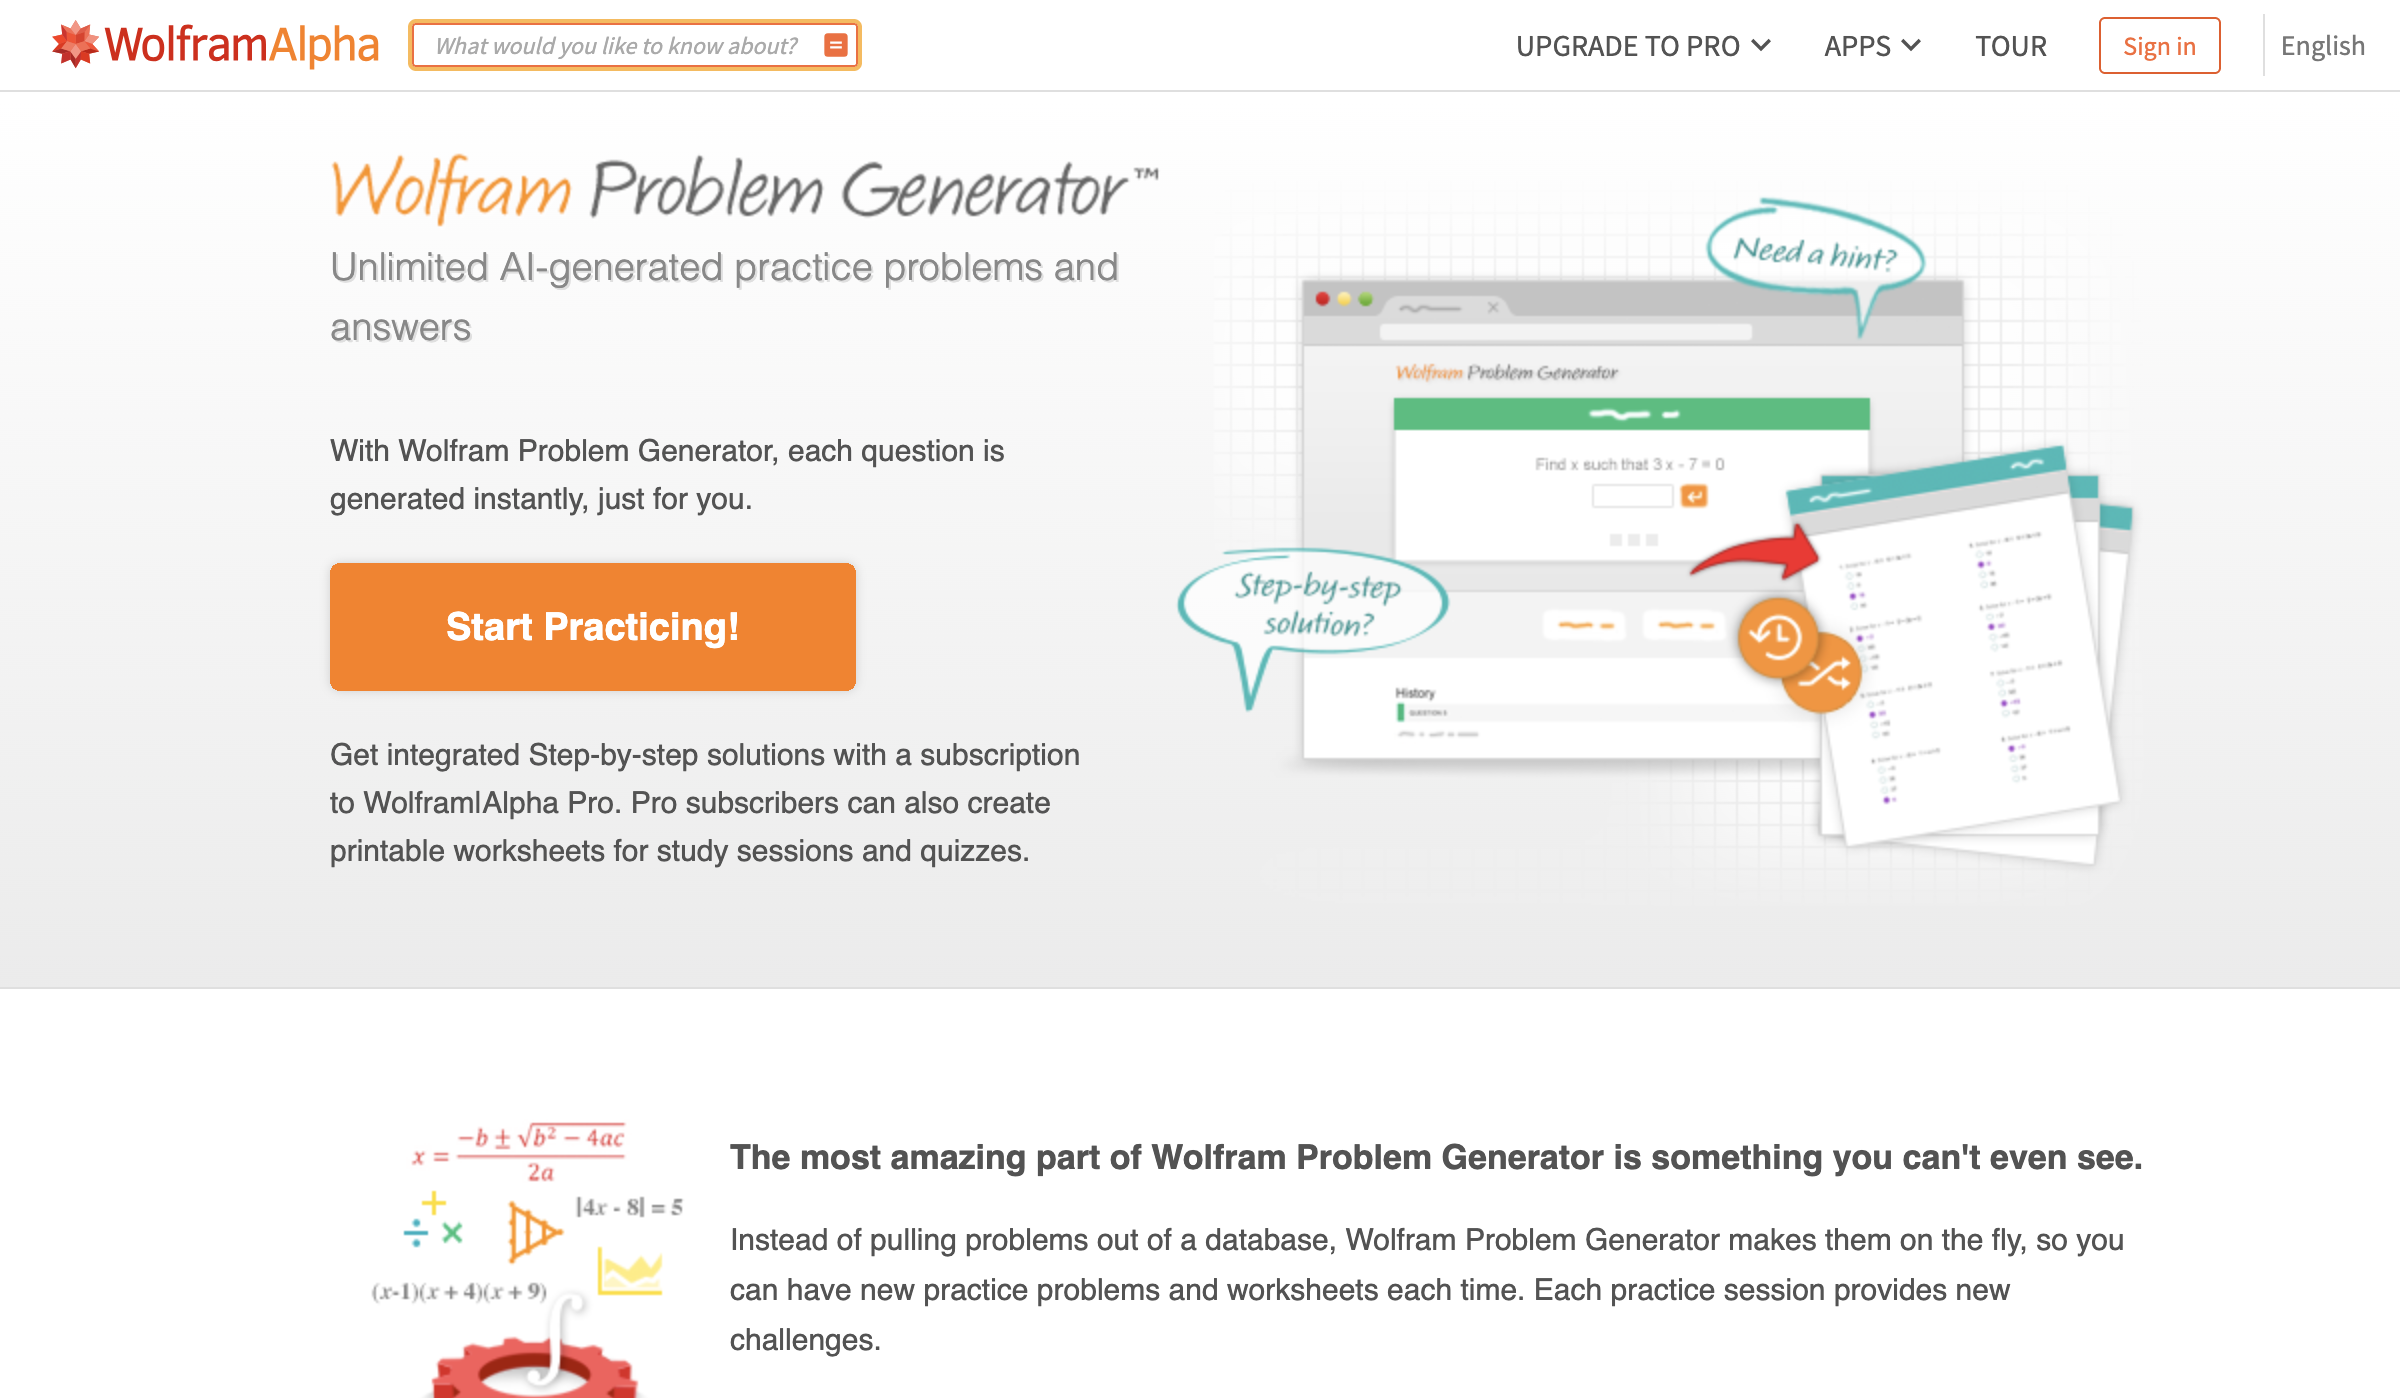 WolframAlpha
What would you like to know about?
UPGRADE TO PRO
APPS
TOUR
Sign in
English
Wolfram Problem Generator™
Unlimited AI-generated practice problems and
answers
With Wolfram Problem Generator, each question is
generated instantly, just for you.
Start Practicing!
Get integrated Step-by-step solutions with a subscription
to Wolfram|Alpha Pro. Pro subscribers can also create
printable worksheets for study sessions and quizzes.
Need a hint?
Wolfram Problem Generator
Find x such that 3 x - 7 = 0
Step-by-step
solution?
History
x = −b ± √b² − 4ac
2a
+
÷ ×
|4x - 8| = 5
(x-1)(x + 4)(x + 9)
∫
The most amazing part of Wolfram Problem Generator is something you can't even see.
Instead of pulling problems out of a database, Wolfram Problem Generator makes them on the fly, so you
can have new practice problems and worksheets each time. Each practice session provides new
challenges.